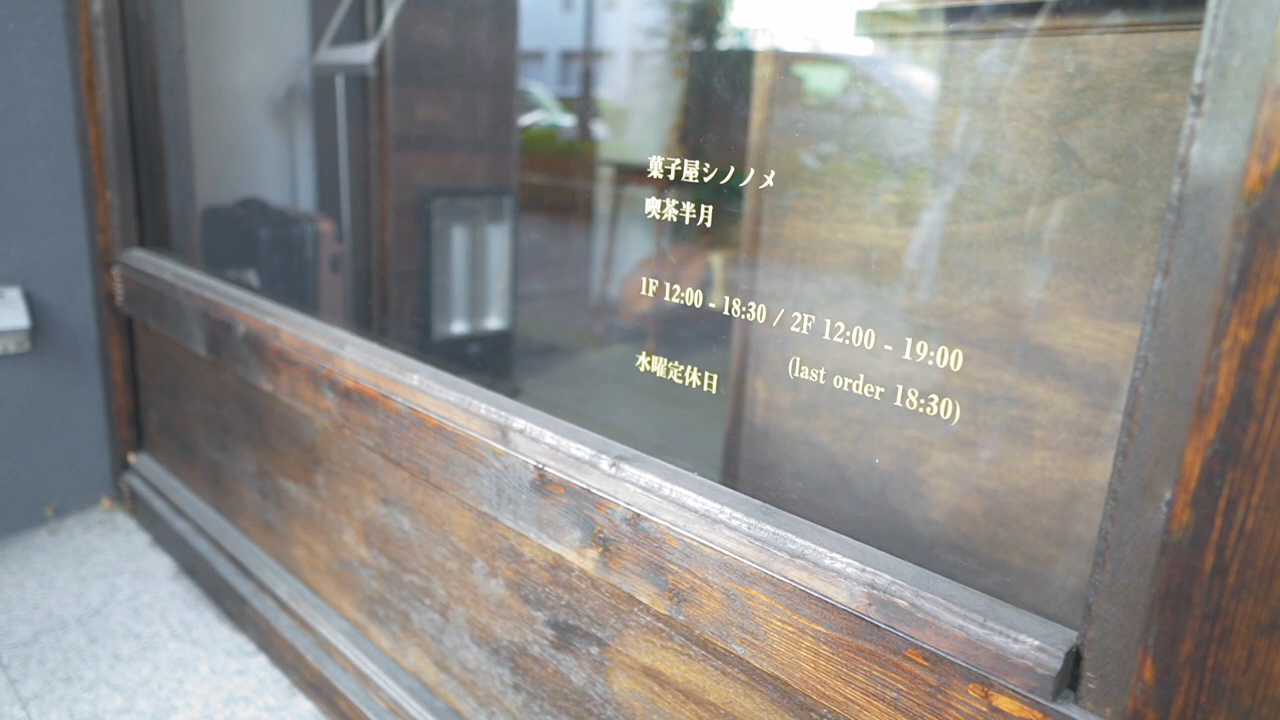 菓子屋シノノメ
喫茶半月
1F 12:00 - 18:30 / 2F 12:00 - 19:00
(last order 18:30)
水曜定休日